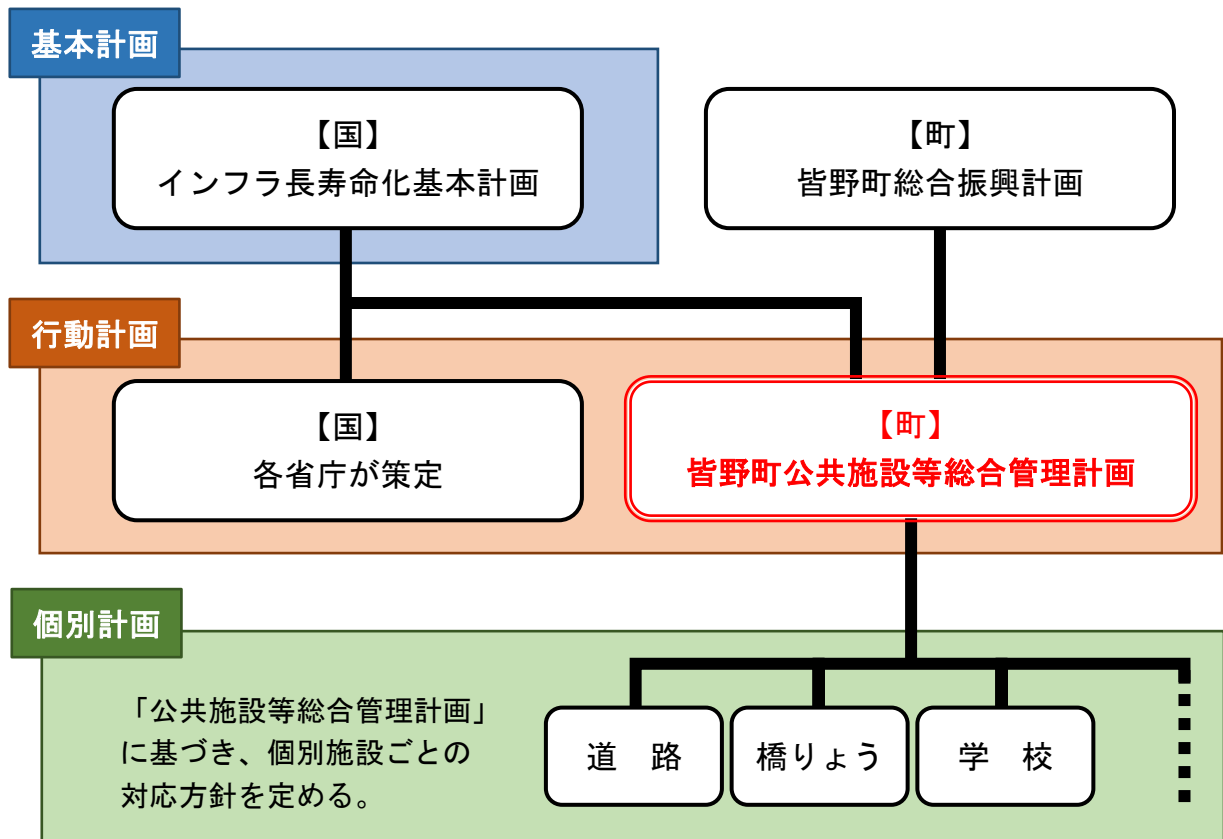 基本計画
【国】
インフラ長寿命化基本計画
【町】
皆野町総合振興計画
行動計画
【国】
各省庁が策定
【町】
皆野町公共施設等総合管理計画
個別計画
「公共施設等総合管理計画」
に基づき、個別施設ごとの
対応方針を定める。
道　路
橋りょう
学　校